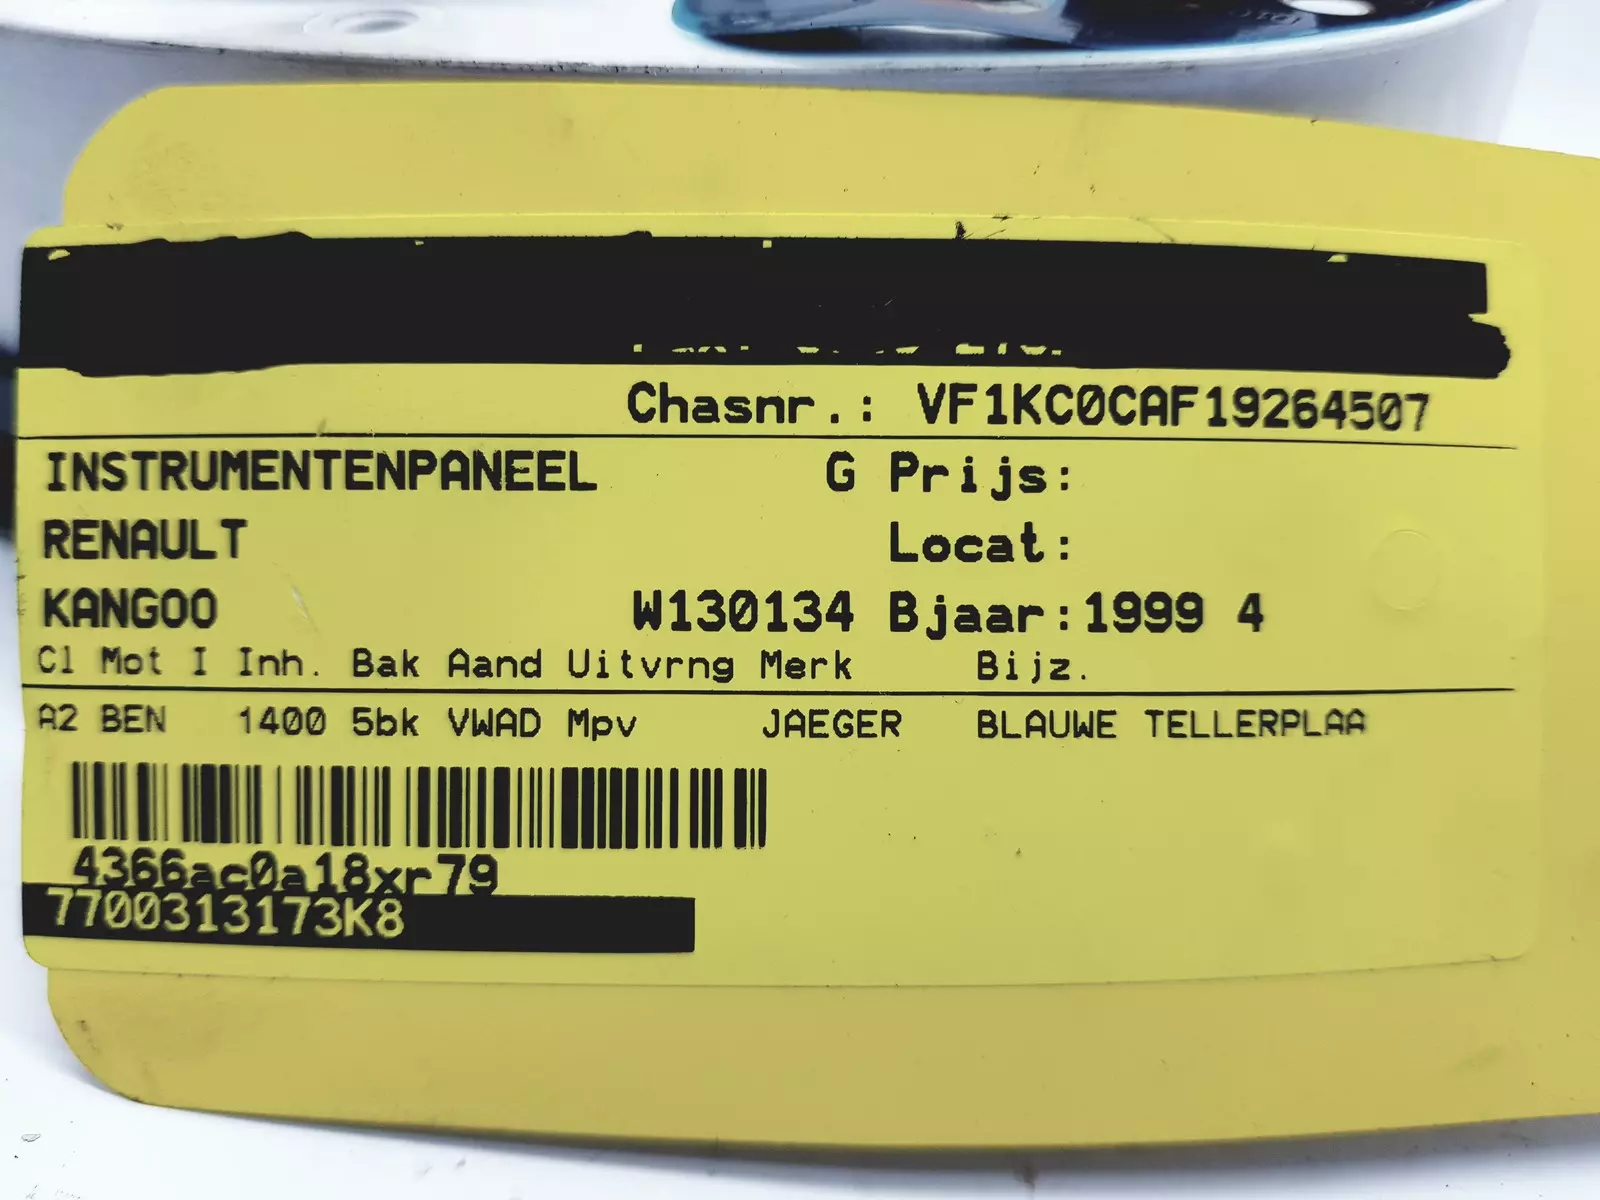 Chasnr.: VF1KC0CAF19264507
INSTRUMENTENPANEEL G Prijs:
RENAULT Locat:
KANGOO W130134 Bjaar:1999 4
Cl Mot I Inh. Bak Aand Uitvrng Merk Bijz.
A2 BEN 1400 5bk VWAD Mpv JAEGER BLAUWE TELLERPLAA
4366ac0a18xr79
7700313173K8